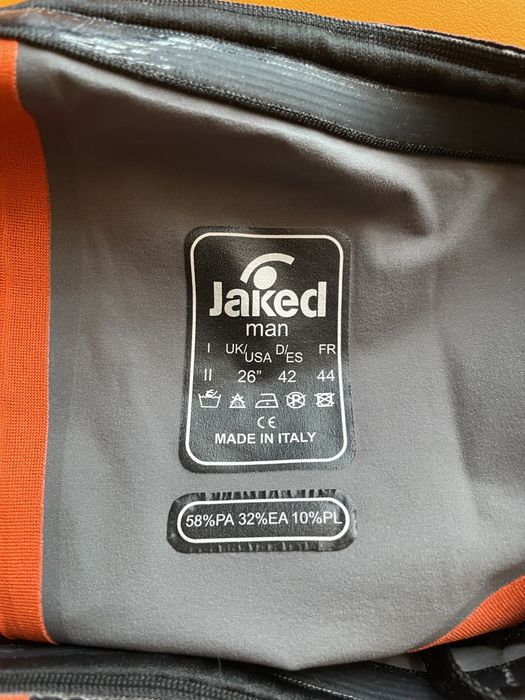 Jaked
man
I UK/USA D/ES FR
II 26" 42 44
CE
MADE IN ITALY
58%PA 32%EA 10%PL